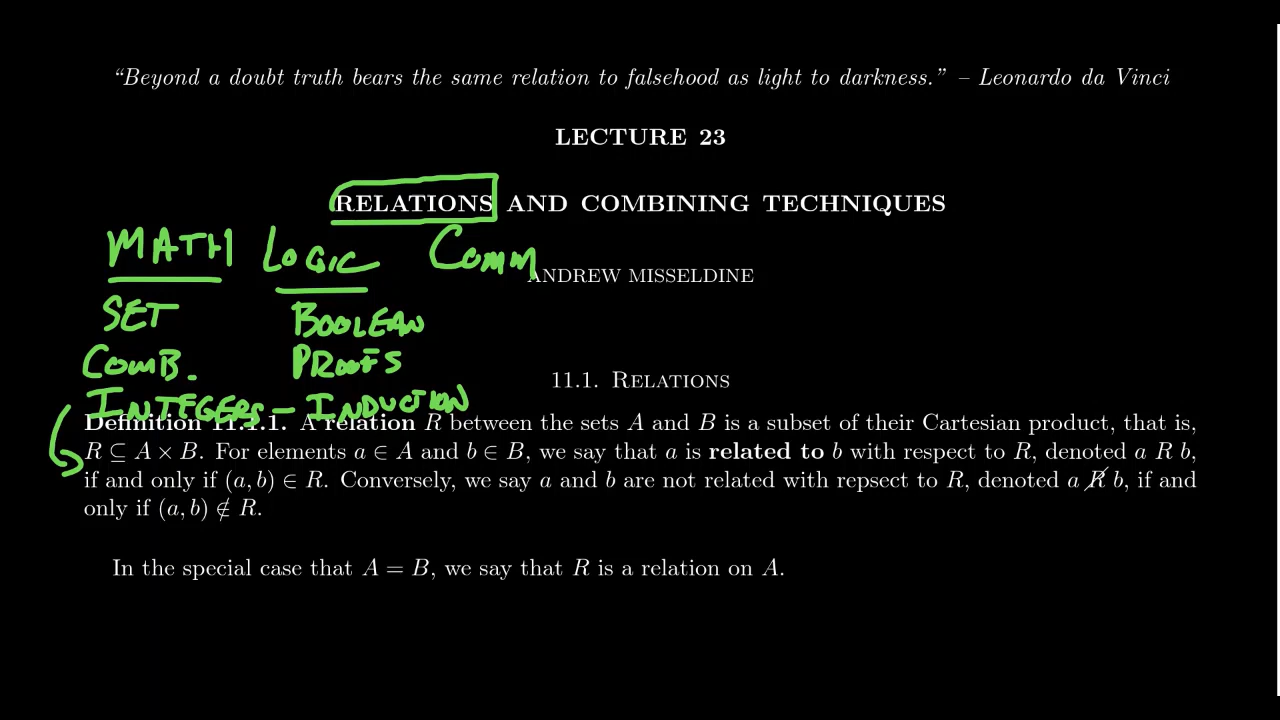 “Beyond a doubt truth bears the same relation to falsehood as light to darkness.” – Leonardo da Vinci
LECTURE 23
RELATIONS AND COMBINING TECHNIQUES
MATH LOGIC COMM
ANDREW MISSELDINE
SET BOOLEAN
COMB. PROOFS
11.1. RELATIONS
INTEGERS – INDUCTION
Definition 11.1.1. A relation R between the sets A and B is a subset of their Cartesian product, that is,
R ⊆ A × B. For elements a ∈ A and b ∈ B, we say that a is related to b with respect to R, denoted a R b,
if and only if (a, b) ∈ R. Conversely, we say a and b are not related with repsect to R, denoted a R̸ b, if and
only if (a, b) ∉ R.
In the special case that A = B, we say that R is a relation on A.